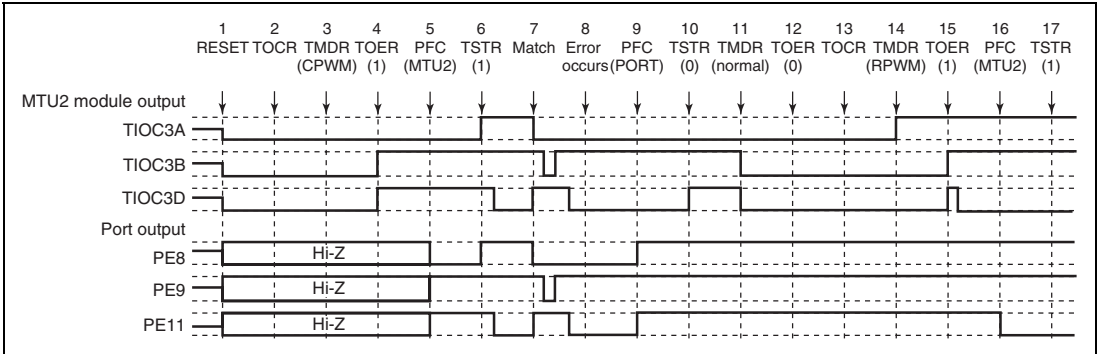 1 2 3 4 5 6 7 8 9 10 11 12 13 14 15 16 17
RESET TOCR TMDR TOER PFC TSTR Match Error PFC TSTR TMDR TOER TOCR TMDR TOER PFC TSTR
(CPWM) (1) (MTU2) (1) occurs (PORT) (0) (normal) (0) (RPWM) (1) (MTU2) (1)
MTU2 module output
TIOC3A
TIOC3B
TIOC3D
Port output
PE8 Hi-Z
PE9 Hi-Z
PE11 Hi-Z